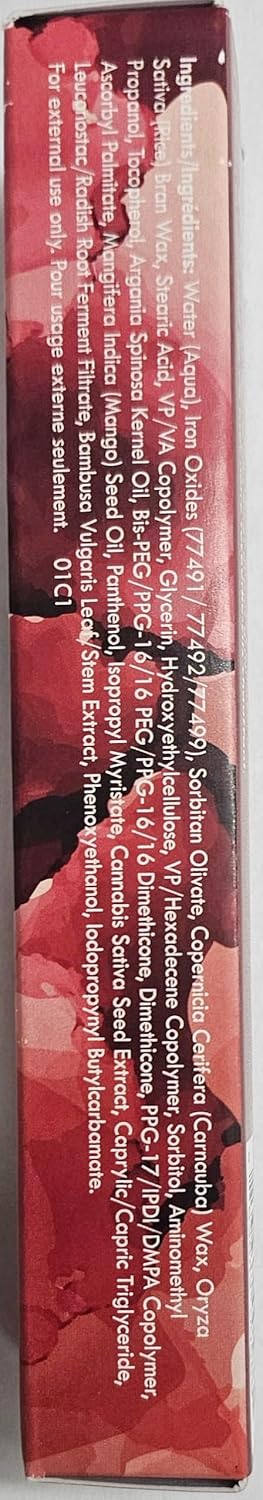 Ingredients/Ingrédients: Water (Aqua), Iron Oxides (77491/ 77492/77499), Sorbitan Olivate, Copernicia Cerifera (Carnauba) Wax, Oryza
Sativa (Rice) Bran Wax, Stearic Acid, VP/VA Copolymer, Glycerin, Hydroxyethylcellulose, VP/Hexadecene Copolymer, Sorbitol, Aminomethyl
Propanol, Tocopherol, Argania Spinosa Kernel Oil, Bis-PEG/PPG-16/16 PEG/PPG-16/16 Dimethicone, Dimethicone, PPG-17/IPDI/DMPA Copolymer,
Ascorbyl Palmitate, Mangifera Indica (Mango) Seed Oil, Panthenol, Isopropyl Myristate, Cannabis Sativa Seed Extract, Caprylic/Capric Triglyceride,
Leuconostoc/Radish Root Ferment Filtrate, Bambusa Vulgaris Leaf/Stem Extract, Phenoxyethanol, Iodopropynyl Butylcarbamate.
For external use only. Pour usage externe seulement. 01C1